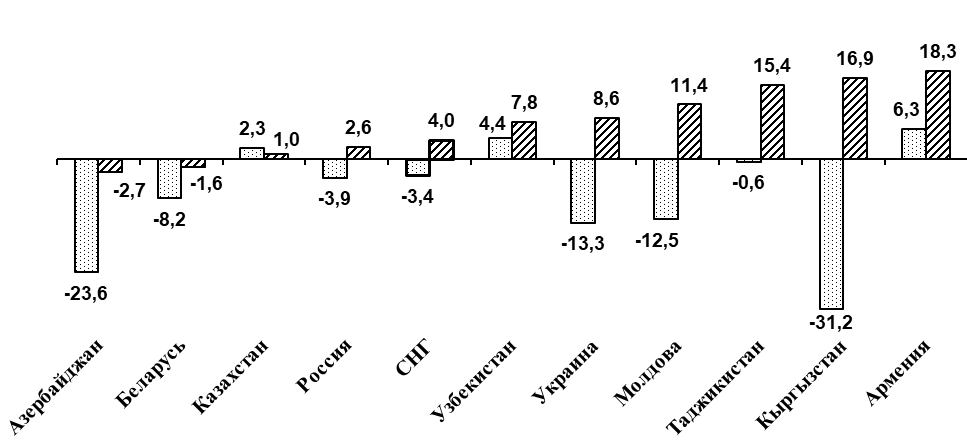 18,3
16,9
15,4
11,4
6,3
8,6
7,8
4,4
4,0
2,6
2,3
1,0
-0,6
-2,7
-1,6
-3,9
-3,4
-8,2
-13,3
-12,5
-23,6
-31,2
Азербайджан
Беларусь
Казахстан
Россия
СНГ
Узбекистан
Украина
Молдова
Таджикистан
Кыргызстан
Армения